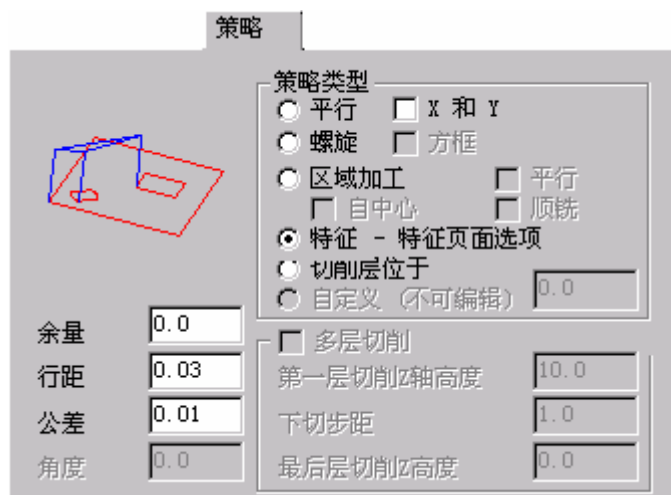 策略
策略类型
平行 X 和 Y
螺旋 方框
区域加工 平行
自中心 顺铣
特征 - 特征页面选项
切削层位于
自定义 (不可编辑) 0.0
余量 0.0
行距 0.03
公差 0.01
角度 0.0
多层切削
第一层切削Z轴高度 10.0
下切步距 1.0
最后层切削Z高度 0.0